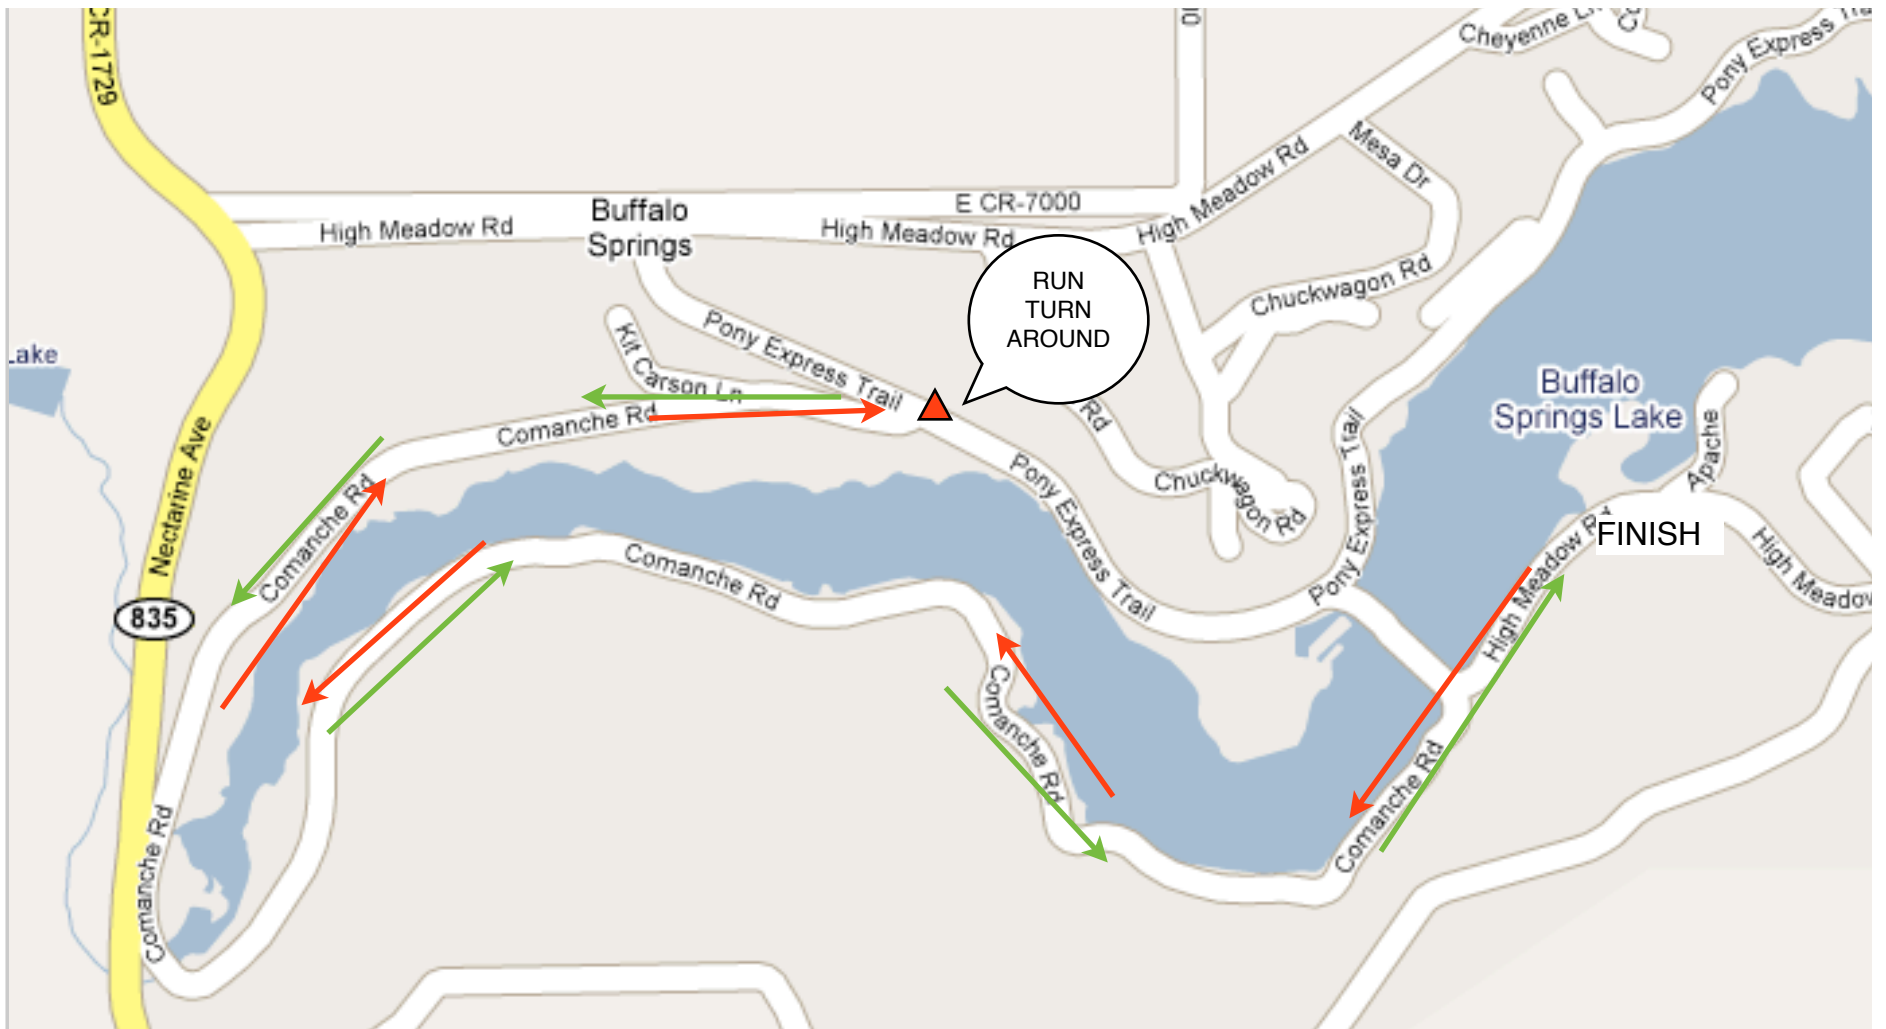 CR-1729
Cheyenne Ln
Pony Express
Mesa Dr
High Meadow Rd
E CR-7000
Buffalo
Springs
High Meadow Rd
High Meadow Rd
RUN
TURN
AROUND
Chuckwagon Rd
Pony Express Trail
Kit Carson Ln
Lake
Buffalo
Springs Lake
Comanche Rd
Rd
Apache
Nectarine Ave
Pony Express Trail
Chuckwagon Rd
Pony Express Trail
Comanche Rd
High Meadow Rd
FINISH
High Meadow
Comanche Rd
Pony
835
Comanche Rd
Comanche Rd
Comanche Rd